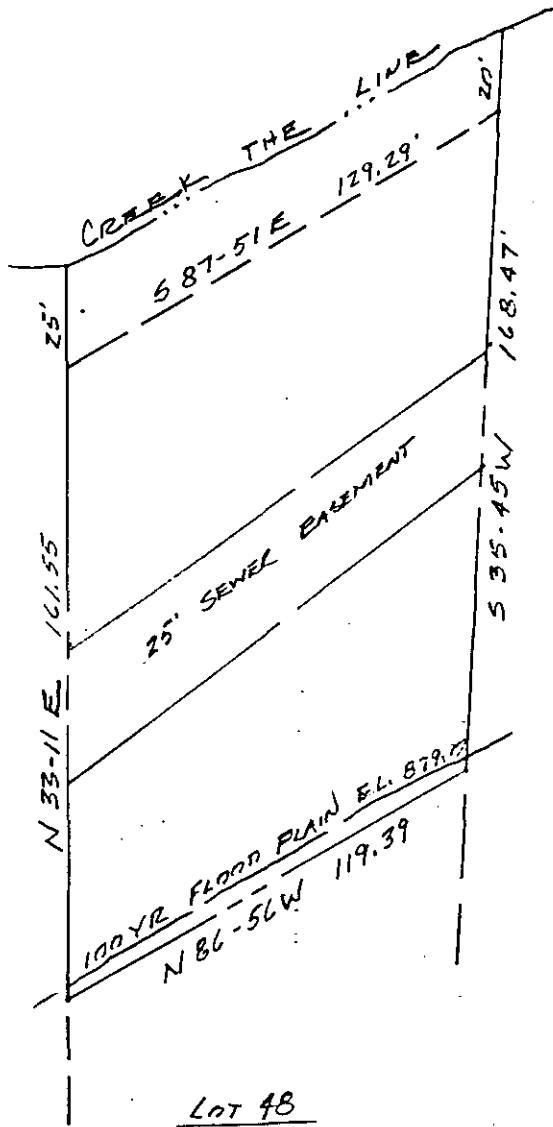 CREEK THE LINE
20'
S 87-51 E 129.29'
25'
168.47'
25' SEWER EASEMENT
161.55
S 35-45 W
N 33-11 E
100 YR FLOOD PLAIN EL. 879.
N 86-56 W 119.39
LOT 48